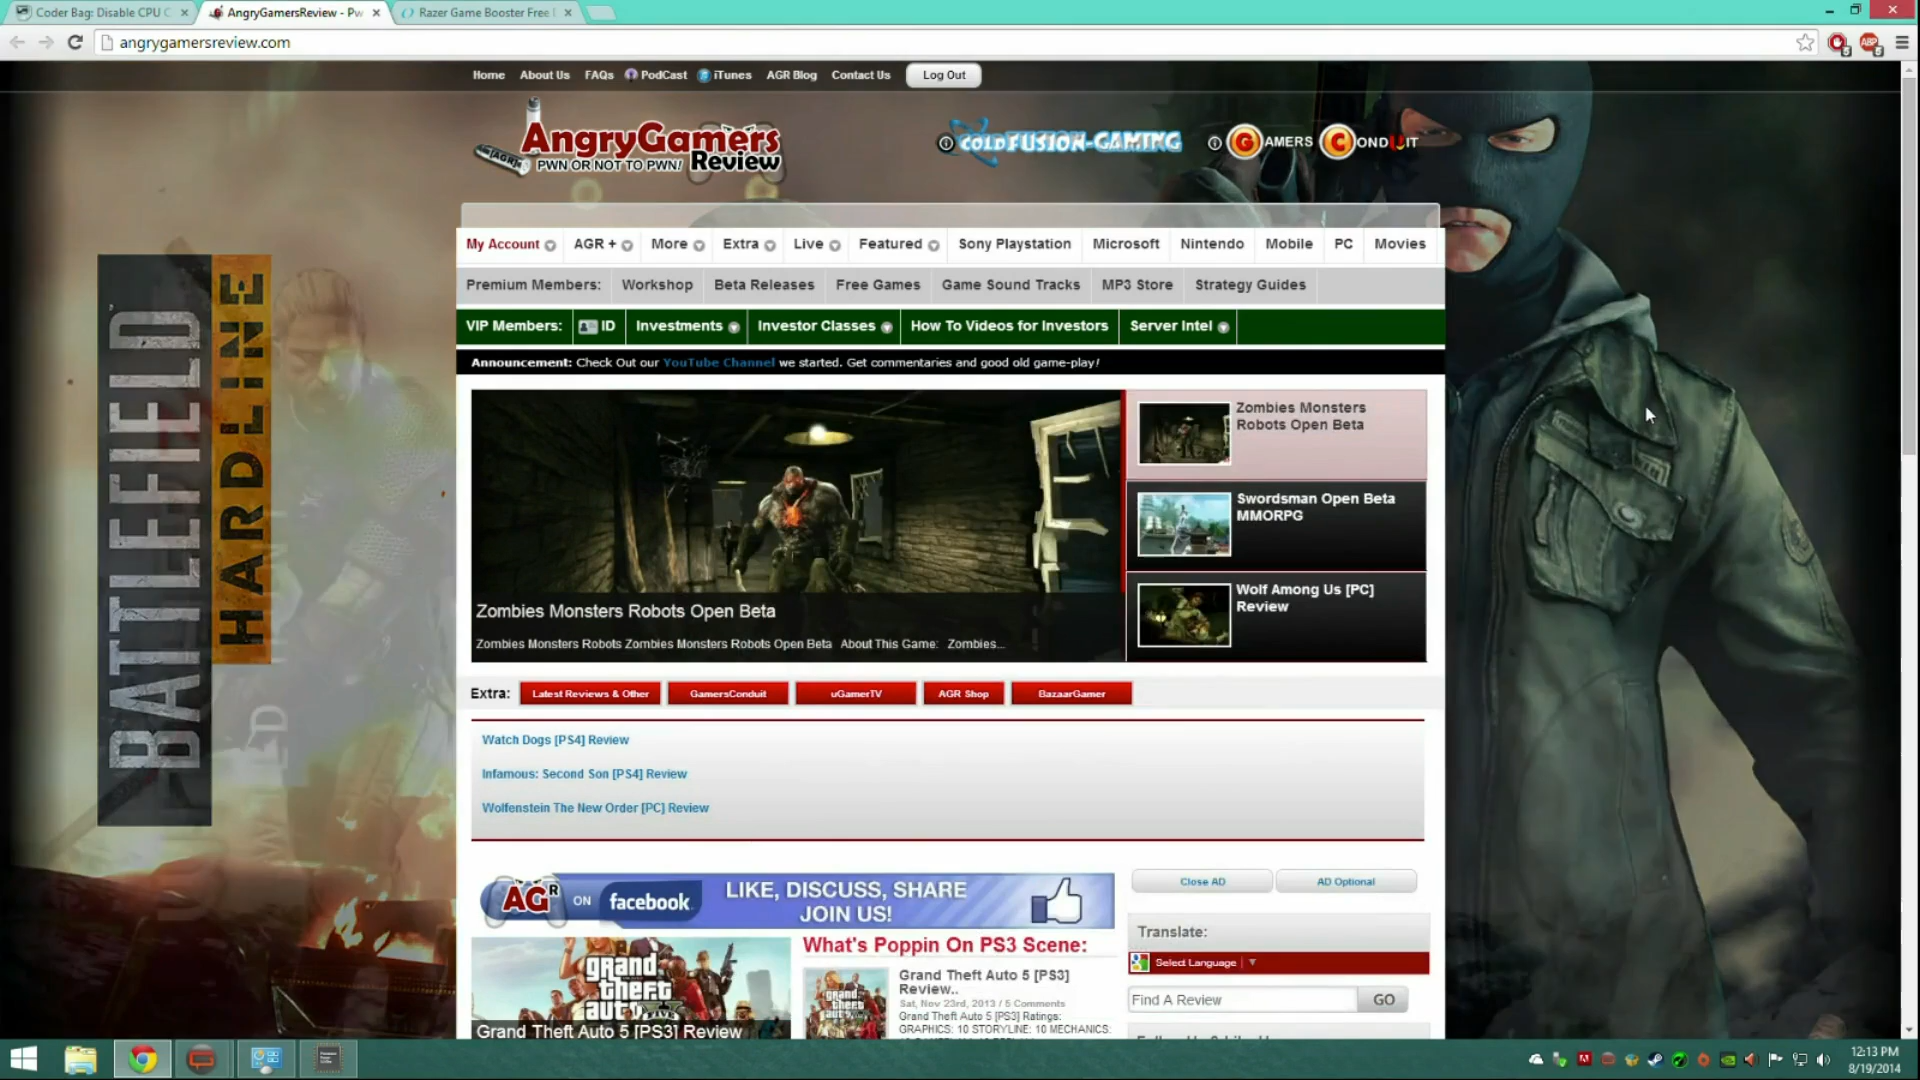 Coder Bag: Disable CPU C
AngryGamersReview - Pw
Razer Game Booster Free
angrygamersreview.com
Home About Us FAQs PodCast iTunes AGR Blog Contact Us Log Out
AngryGamers
PWN OR NOT TO PWN! Review
COLDFUSION-GAMING
GAMERS CONDUIT
My Account AGR + More Extra Live Featured Sony Playstation Microsoft Nintendo Mobile PC Movies
Premium Members: Workshop Beta Releases Free Games Game Sound Tracks MP3 Store Strategy Guides
VIP Members: ID Investments Investor Classes How To Videos for Investors Server Intel
Announcement: Check Out our YouTube Channel we started. Get commentaries and good old game-play!
BATTLEFIELD
HARDLINE
Zombies Monsters
Robots Open Beta
Swordsman Open Beta
MMORPG
Wolf Among Us [PC]
Review
Zombies Monsters Robots Open Beta
Zombies Monsters Robots Zombies Monsters Robots Open Beta About This Game: Zombies...
Extra: Latest Reviews & Other GamersConduit uGamerTV AGR Shop BazaarGamer
Watch Dogs [PS4] Review
Infamous: Second Son [PS4] Review
Wolfenstein The New Order [PC] Review
AGR ON facebook
LIKE, DISCUSS, SHARE
JOIN US!
Close AD AD Optional
Translate:
Select Language
Find A Review GO
What's Poppin On PS3 Scene:
grand
theft
auto V
Grand Theft Auto 5 [PS3] Review
grand
theft
auto
Grand Theft Auto 5 [PS3]
Review..
Sat, Nov 23rd, 2013 / 5 Comments
Grand Theft Auto 5 [PS3] Ratings:
GRAPHICS: 10 STORYLINE: 10 MECHANICS:
12:13 PM
8/19/2014